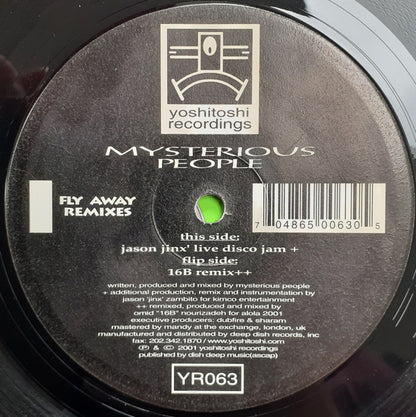 yoshitoshi
recordings
MYSTERIOUS
PEOPLE
FLY AWAY
REMIXES
this side:
jason jinx' live disco jam +
flip side:
16B remix++
7 04865 00630 5
written, produced and mixed by mysterious people
+ additional production, remix and instrumentation by
jason 'jinx' zambito for kimco entertainment
++ remixed, produced and mixed by
omid "16B" nourizadeh for alola 2001
executive producers: dubfire & sharam
mastered by mandy at the exchange, london, uk
manufactured and distributed by deep dish records, inc
fax: 202.342.1870 / www.yoshitoshi.com
℗ & © 2001 yoshitoshi recordings
published by dish deep music(ascap)
YR063